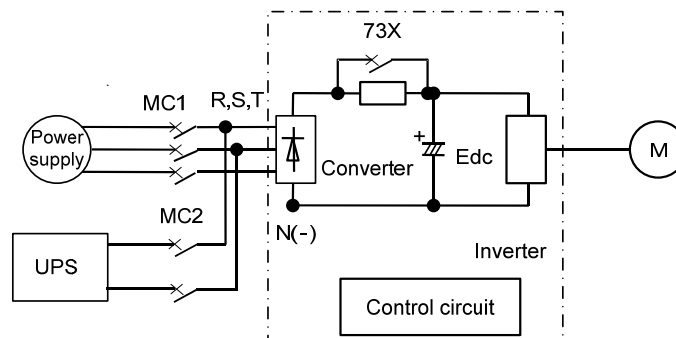 73X
MC1
R,S,T
Power
supply
+
Converter
Edc
M
MC2
N(-)
UPS
Inverter
Control circuit